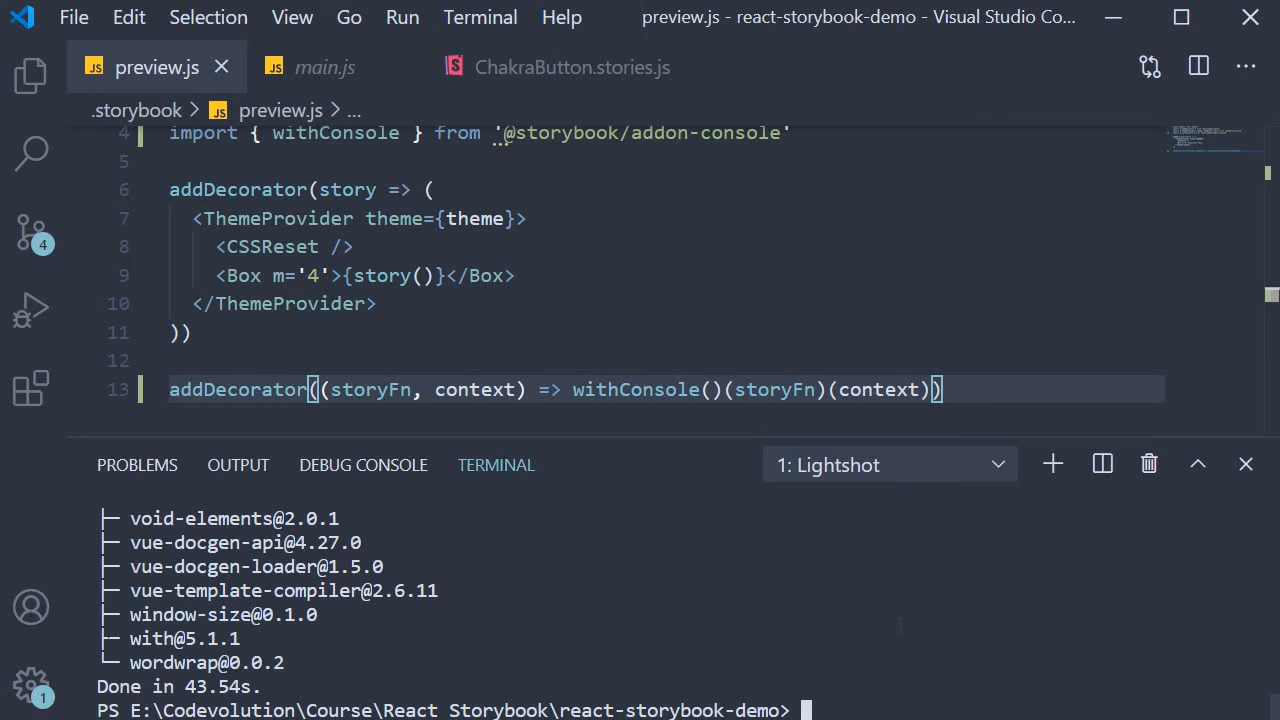 File Edit Selection View Go Run Terminal Help preview.js - react-storybook-demo - Visual Studio Co...
JS preview.js JS main.js ChakraButton.stories.js
.storybook > JS preview.js > ...
4 import { withConsole } from '@storybook/addon-console'
5
6 addDecorator(story => (
7 <ThemeProvider theme={theme}>
8 <CSSReset />
9 <Box m='4'>{story()}</Box>
10 </ThemeProvider>
11 ))
12
13 addDecorator((storyFn, context) => withConsole()(storyFn)(context))
4
PROBLEMS OUTPUT DEBUG CONSOLE TERMINAL 1: Lightshot
├─ void-elements@2.0.1
├─ vue-docgen-api@4.27.0
├─ vue-docgen-loader@1.5.0
├─ vue-template-compiler@2.6.11
├─ window-size@0.1.0
├─ with@5.1.1
└─ wordwrap@0.0.2
Done in 43.54s.
1
PS E:\Codevolution\Course\React Storybook\react-storybook-demo>